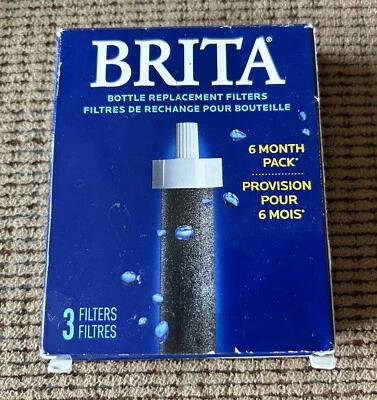 BRITA®
BOTTLE REPLACEMENT FILTERS
FILTRES DE RECHANGE POUR BOUTEILLE
6 MONTH
PACK*
PROVISION
POUR
6 MOIS*
3 FILTERS
FILTRES